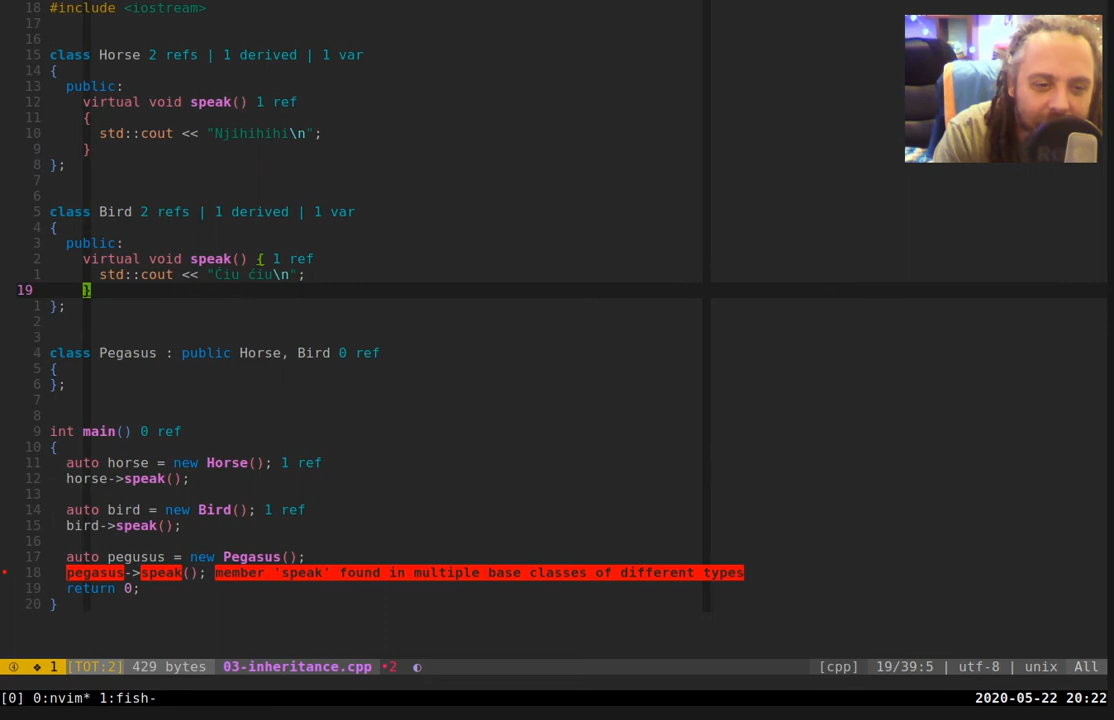 18 #include <iostream>
17
16
15 class Horse 2 refs | 1 derived | 1 var
14 {
13 public:
12 virtual void speak() 1 ref
11 {
10 std::cout << "Njihihihi\n";
9 }
8 };
7
6
5 class Bird 2 refs | 1 derived | 1 var
4 {
3 public:
2 virtual void speak() { 1 ref
1 std::cout << "Ćiu ćiu\n";
19 }
1 };
2
3
4 class Pegasus : public Horse, Bird 0 ref
5 {
6 };
7
8
9 int main() 0 ref
10 {
11 auto horse = new Horse(); 1 ref
12 horse->speak();
13
14 auto bird = new Bird(); 1 ref
15 bird->speak();
16
17 auto pegusus = new Pegasus();
18 pegasus->speak(); member 'speak' found in multiple base classes of different types
19 return 0;
20 }
④ ❖ 1 [TOT:2] 429 bytes 03-inheritance.cpp •2 ◐ [cpp] 19/39:5 | utf-8 | unix All
[0] 0:nvim* 1:fish- 2020-05-22 20:22